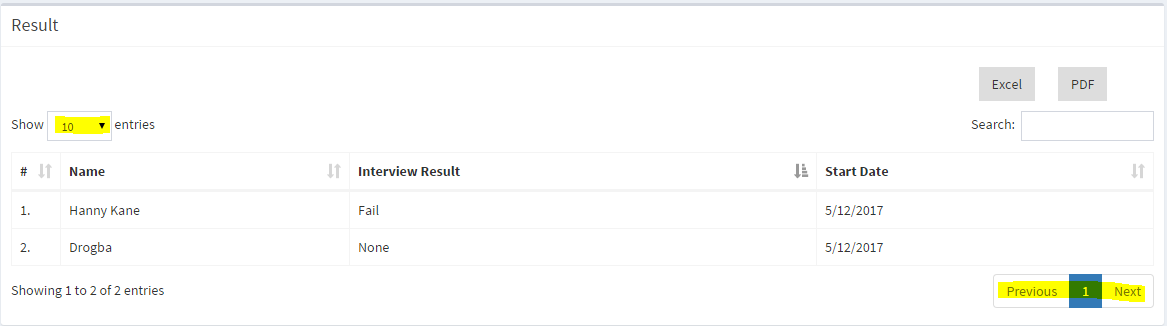 Result
Excel PDF
Show 10 entries Search:
# Name Interview Result Start Date
1. Hanny Kane Fail 5/12/2017
2. Drogba None 5/12/2017
Showing 1 to 2 of 2 entries Previous 1 Next